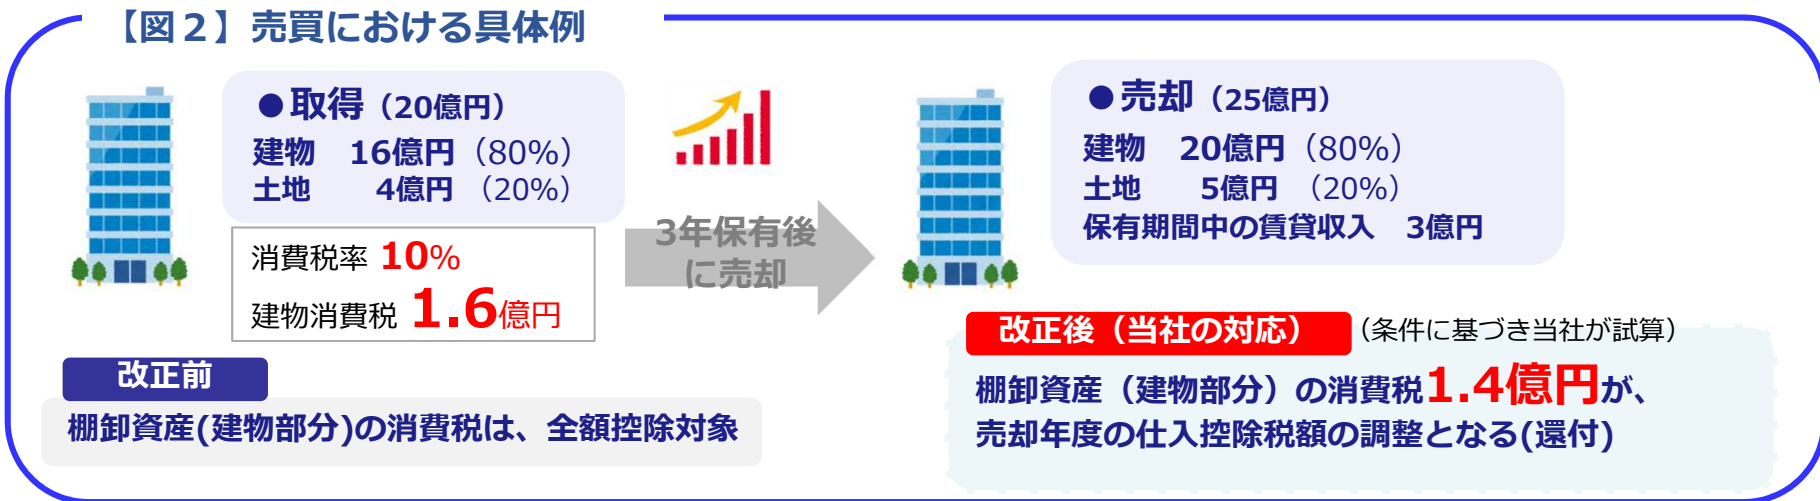 【図２】売買における具体例
●取得（20億円）
建物　16億円（80%）
土地　　4億円（20%）
消費税率 10%
建物消費税 1.6億円
3年保有後
に売却
●売却（25億円）
建物　20億円（80%）
土地　　5億円（20%）
保有期間中の賃貸収入　3億円
改正前
棚卸資産(建物部分)の消費税は、全額控除対象
改正後（当社の対応）（条件に基づき当社が試算）
棚卸資産（建物部分）の消費税1.4億円が、
売却年度の仕入控除税額の調整となる(還付)